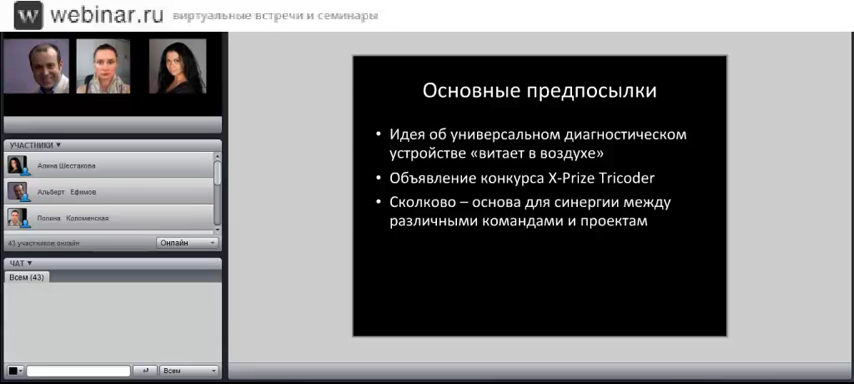 webinar.ru виртуальные встречи и семинары
УЧАСТНИКИ
Алина Шестакова
Альберт Ефимов
Полина Коломенская
43 участников онлайн
Онлайн
ЧАТ
Всем (43)
Всем
Основные предпосылки
• Идея об универсальном диагностическом
устройстве «витает в воздухе»
• Объявление конкурса X-Prize Tricoder
• Сколково – основа для синергии между
различными командами и проектам